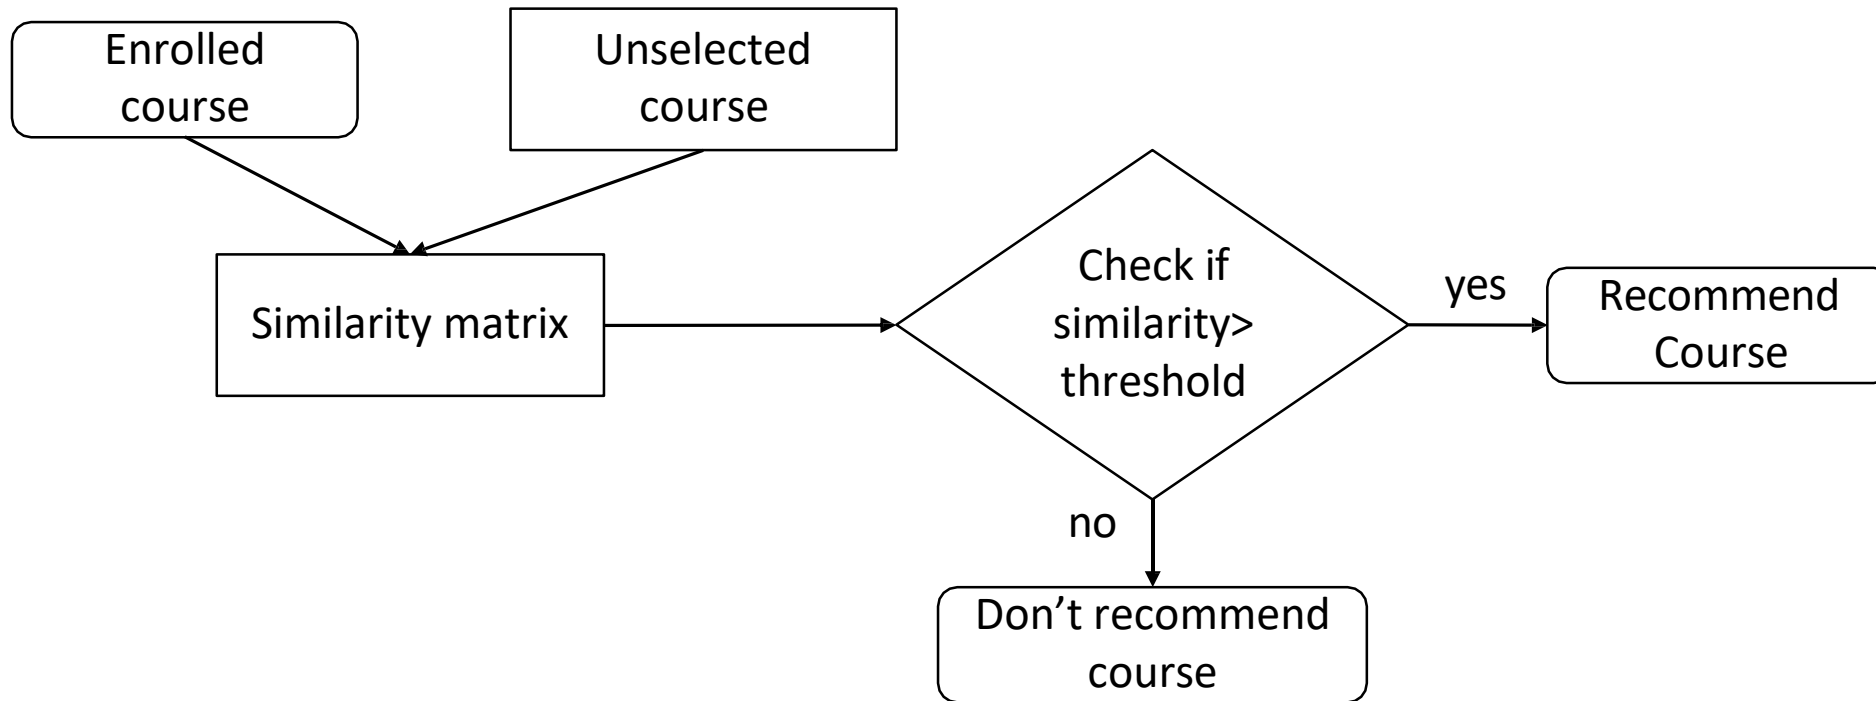 Enrolled
course
Unselected
course
Similarity matrix
Check if
similarity>
threshold
yes
Recommend
Course
no
Don’t recommend
course